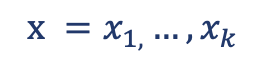 x = x₁, …, xₖ